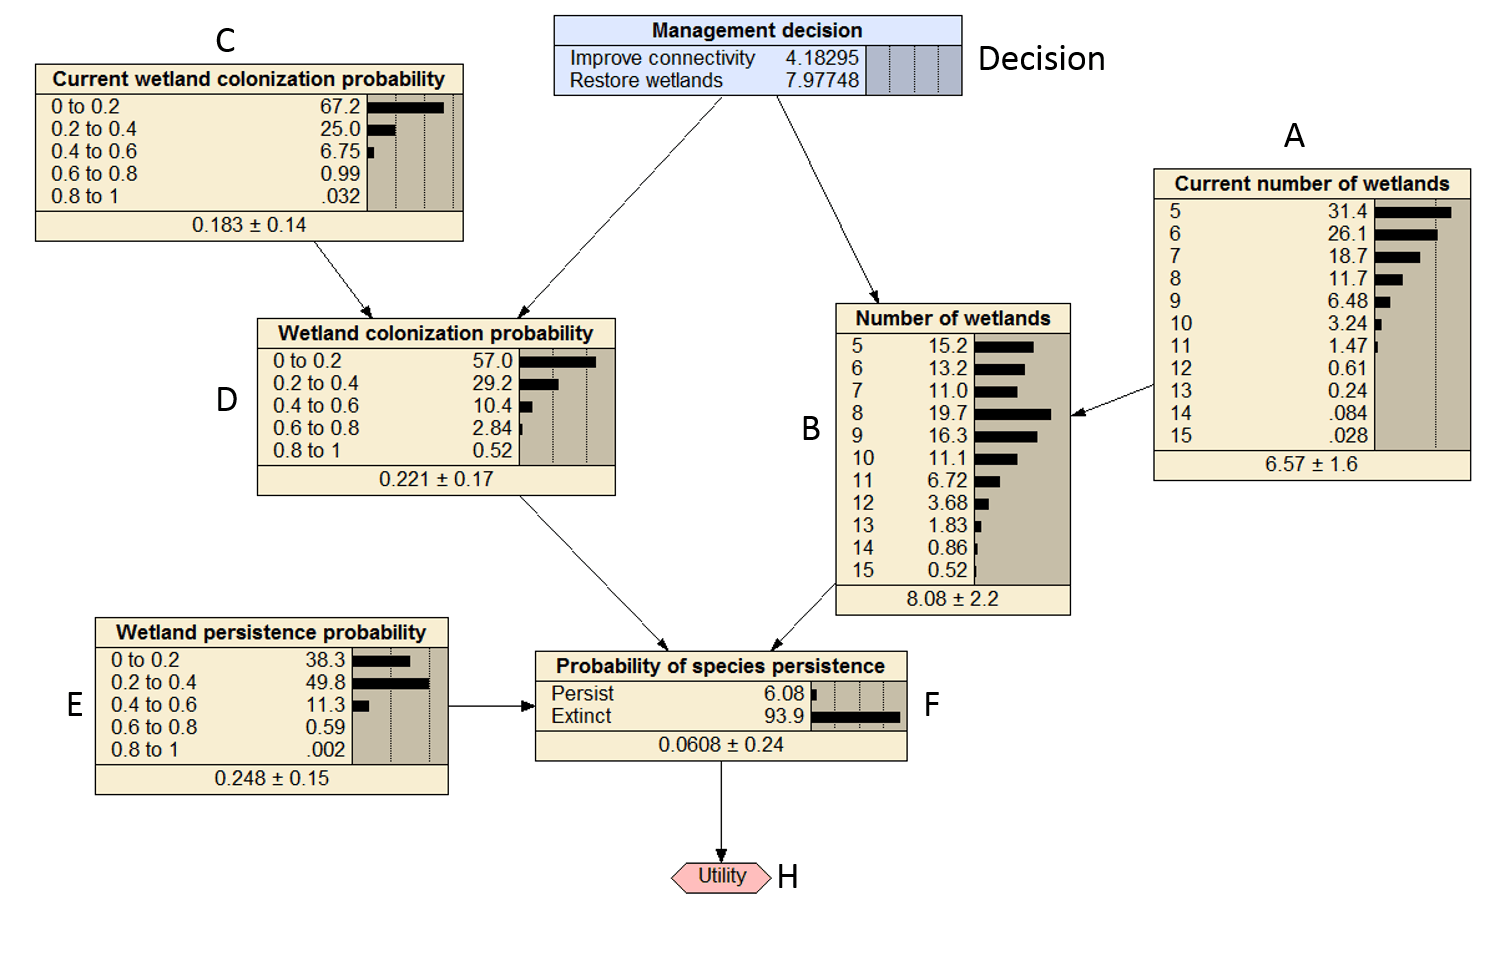 C
Current wetland colonization probability
0 to 0.2 67.2
0.2 to 0.4 25.0
0.4 to 0.6 6.75
0.6 to 0.8 0.99
0.8 to 1 .032
0.183 ± 0.14
Management decision
Improve connectivity 4.18295
Restore wetlands 7.97748
Decision
A
Current number of wetlands
5 31.4
6 26.1
7 18.7
8 11.7
9 6.48
10 3.24
11 1.47
12 0.61
13 0.24
14 .084
15 .028
6.57 ± 1.6
D
Wetland colonization probability
0 to 0.2 57.0
0.2 to 0.4 29.2
0.4 to 0.6 10.4
0.6 to 0.8 2.84
0.8 to 1 0.52
0.221 ± 0.17
B
Number of wetlands
5 15.2
6 13.2
7 11.0
8 19.7
9 16.3
10 11.1
11 6.72
12 3.68
13 1.83
14 0.86
15 0.52
8.08 ± 2.2
E
Wetland persistence probability
0 to 0.2 38.3
0.2 to 0.4 49.8
0.4 to 0.6 11.3
0.6 to 0.8 0.59
0.8 to 1 .002
0.248 ± 0.15
Probability of species persistence
Persist 6.08
Extinct 93.9
0.0608 ± 0.24
F
Utility
H